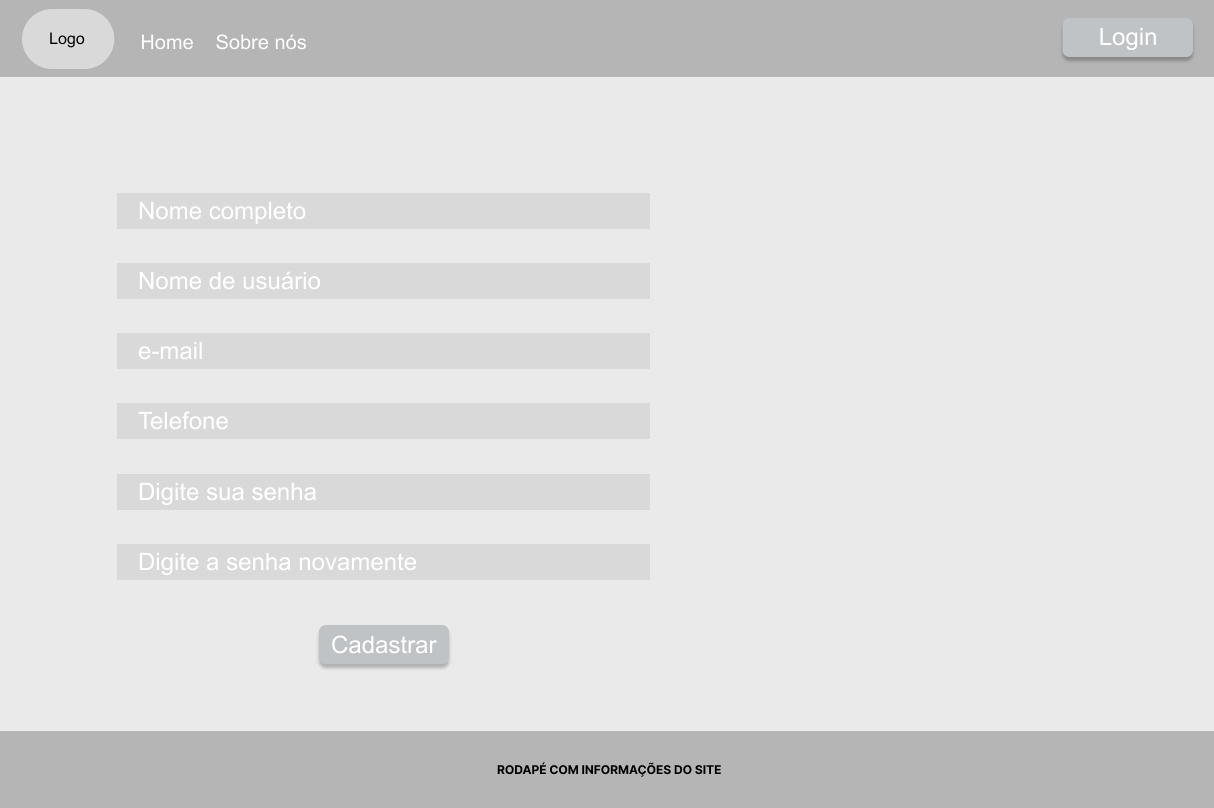 Logo
Home
Sobre nós
Login
Nome completo
Nome de usuário
e-mail
Telefone
Digite sua senha
Digite a senha novamente
Cadastrar
RODAPÉ COM INFORMAÇÕES DO SITE